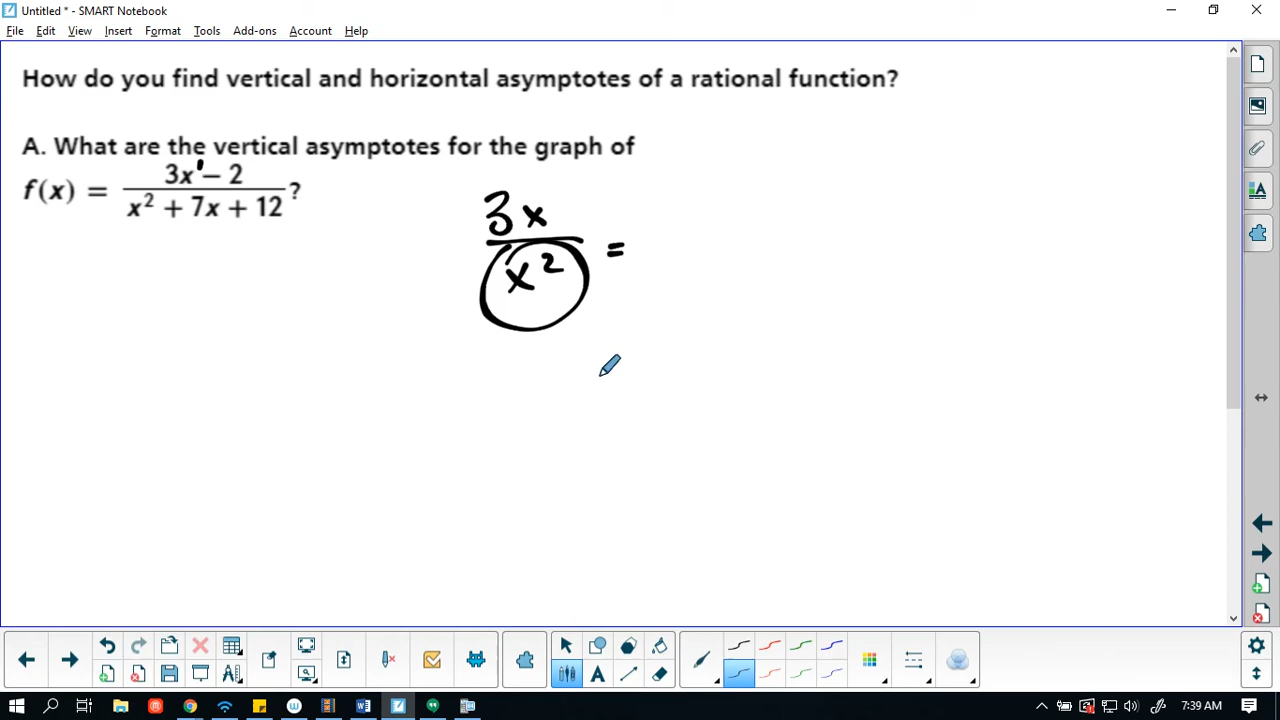 Untitled * - SMART Notebook
File Edit View Insert Format Tools Add-ons Account Help
How do you find vertical and horizontal asymptotes of a rational function?
A. What are the vertical asymptotes for the graph of
3x' – 2
f(x) =
?
x² + 7x + 12
3x
=
x²
A
7:39 AM